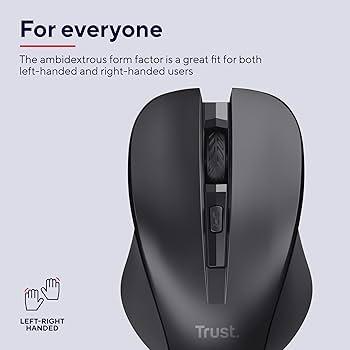 For everyone
The ambidextrous form factor is a great fit for both
left-handed and right-handed users
LEFT-RIGHT
HANDED
Trust.